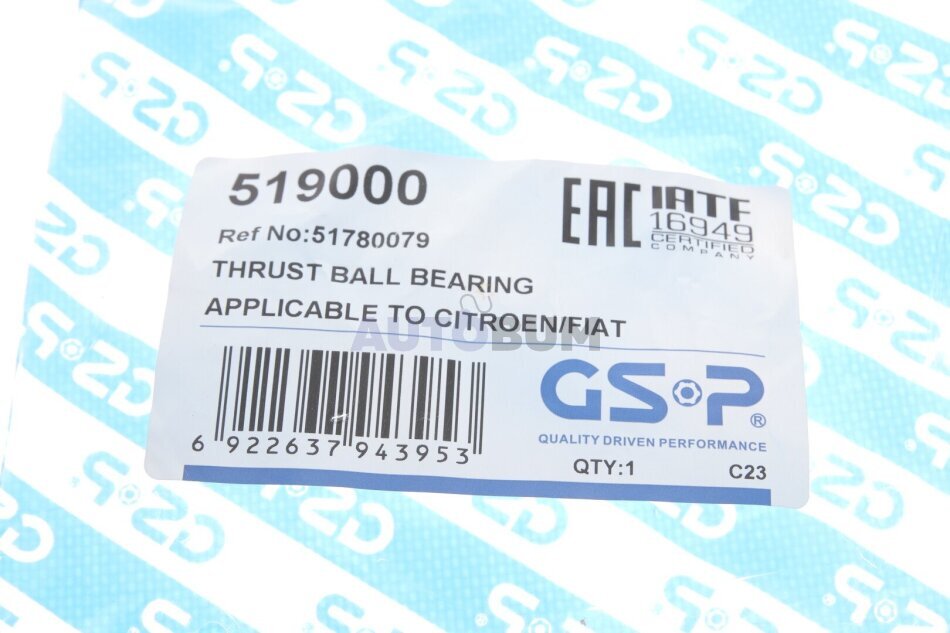 519000
EAC
IATF
16949
CERTIFIED
COMPANY
Ref No:51780079
THRUST BALL BEARING
APPLICABLE TO CITROEN/FIAT
AUTOBUM
GS·P®
QUALITY DRIVEN PERFORMANCE
6 922637 943953
QTY:1
C23